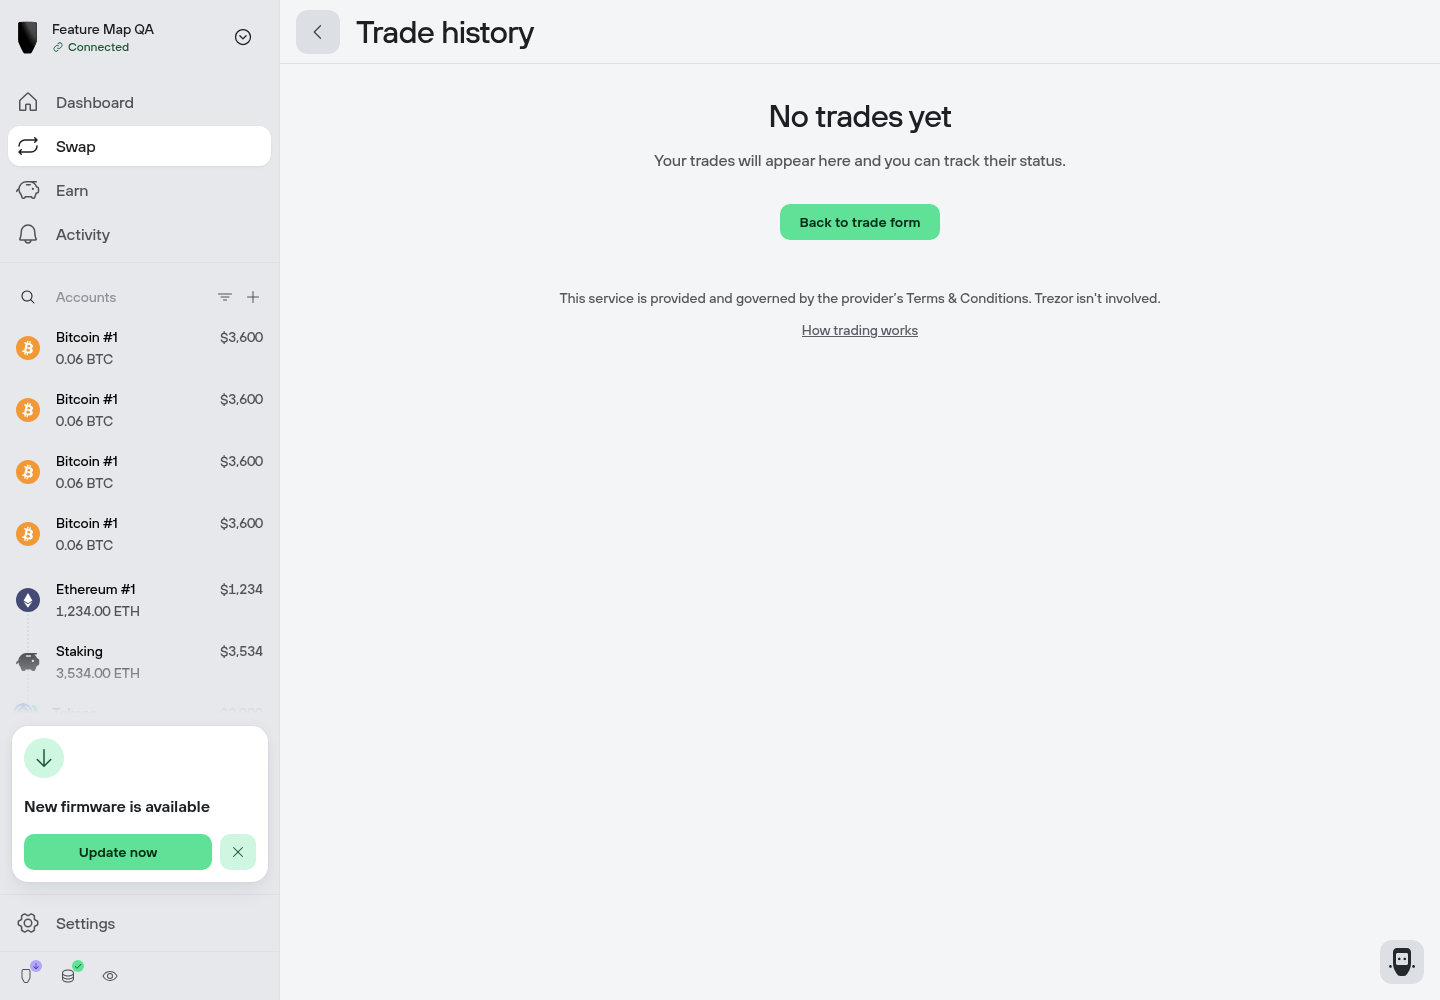 Feature Map QA
Connected
Dashboard
Swap
Earn
Activity
Accounts
Bitcoin #1 $3,600
0.06 BTC
Bitcoin #1 $3,600
0.06 BTC
Bitcoin #1 $3,600
0.06 BTC
Bitcoin #1 $3,600
0.06 BTC
Ethereum #1 $1,234
1,234.00 ETH
Staking $3,534
3,534.00 ETH
New firmware is available
Update now
Settings
Trade history
No trades yet
Your trades will appear here and you can track their status.
Back to trade form
This service is provided and governed by the provider's Terms & Conditions. Trezor isn't involved.
How trading works